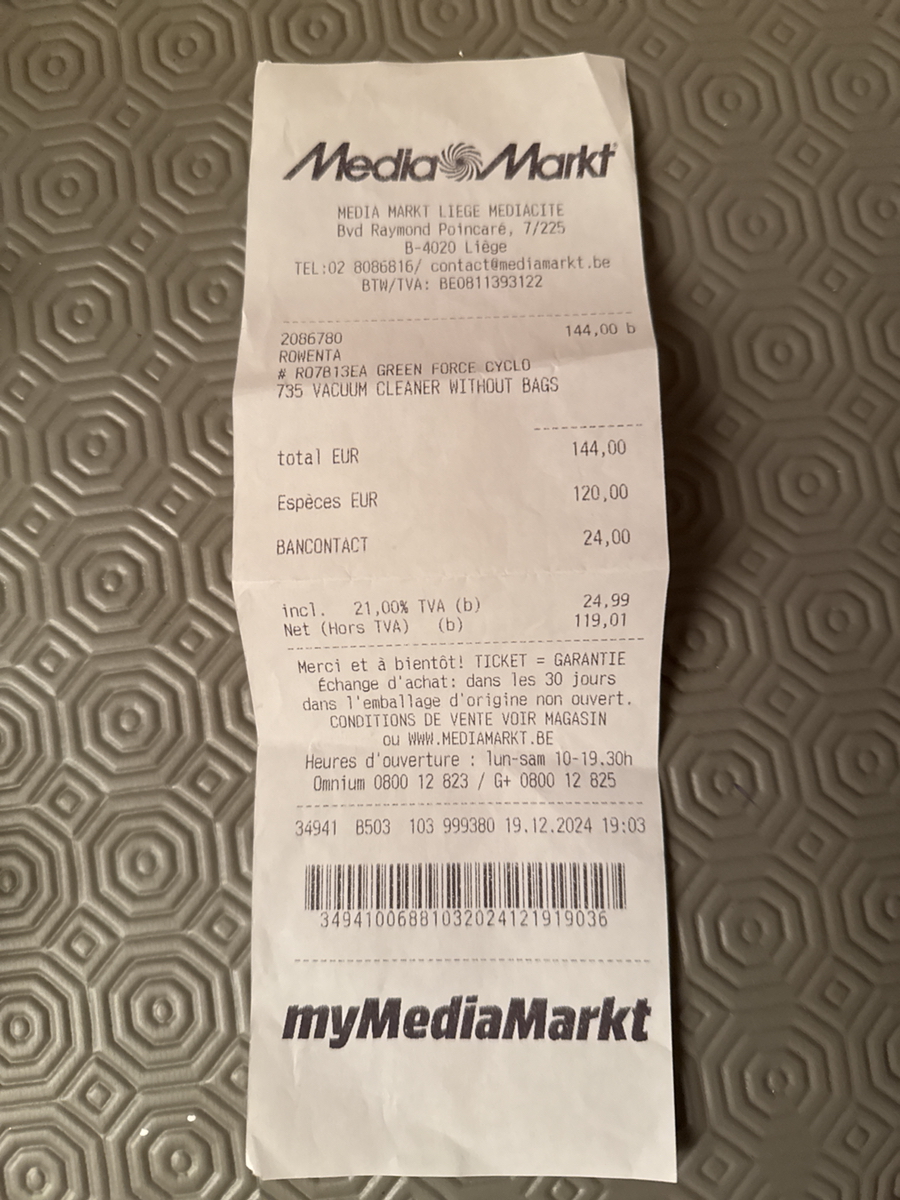 Media Markt
MEDIA MARKT LIEGE MEDIACITE
Bvd Raymond Poincaré, 7/225
B-4020 Liège
TEL:02 8086816/ contact@mediamarkt.be
BTW/TVA: BE0811393122
2086780 144,00 b
ROWENTA
# RO7B13EA GREEN FORCE CYCLO
735 VACUUM CLEANER WITHOUT BAGS
total EUR 144,00
Espèces EUR 120,00
BANCONTACT 24,00
incl. 21,00% TVA (b) 24,99
Net (Hors TVA) (b) 119,01
Merci et à bientôt! TICKET = GARANTIE
Échange d'achat: dans les 30 jours
dans l'emballage d'origine non ouvert.
CONDITIONS DE VENTE VOIR MAGASIN
ou WWW.MEDIAMARKT.BE
Heures d'ouverture : lun-sam 10-19.30h
Omnium 0800 12 823 / G+ 0800 12 825
34941 B503 103 999380 19.12.2024 19:03
3494100688103202412191903​6
myMediaMarkt